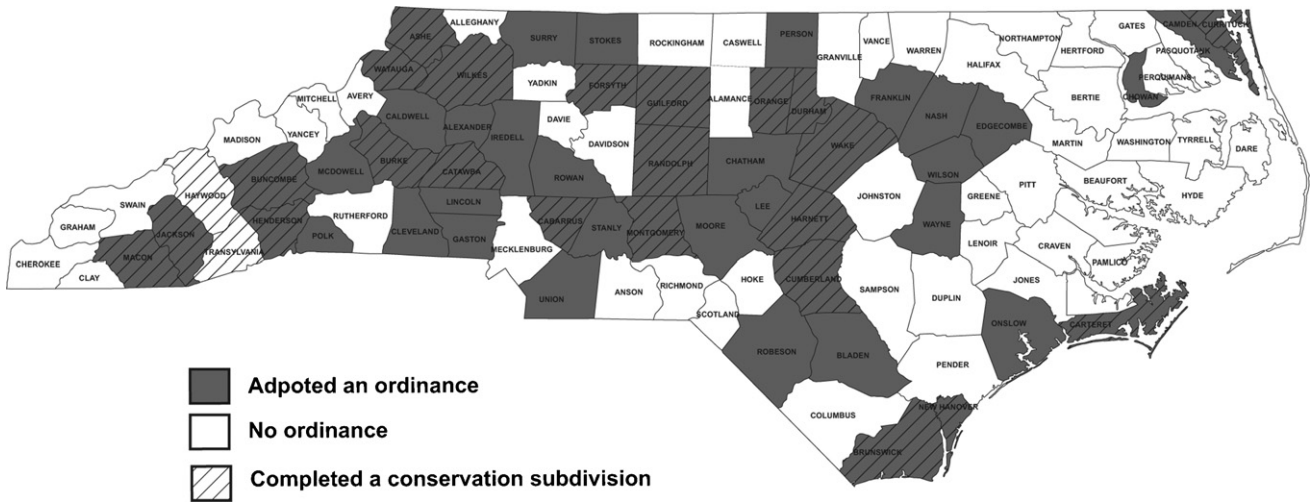 ALLEGHANY
ASHE
SURRY
STOKES
ROCKINGHAM
CASWELL
PERSON
VANCE
GRANVILLE
WARREN
NORTHAMPTON
GATES
CAMDEN
CURRITUCK
HERTFORD
HALIFAX
PASQUOTANK
PERQUIMANS
CHOWAN
WATAUGA
WILKES
YADKIN
FORSYTH
GUILFORD
ALAMANCE
ORANGE
DURHAM
FRANKLIN
NASH
EDGECOMBE
BERTIE
MITCHELL
AVERY
CALDWELL
ALEXANDER
IREDELL
DAVIE
DAVIDSON
MADISON
YANCEY
RANDOLPH
CHATHAM
WAKE
WILSON
MARTIN
WASHINGTON
TYRRELL
DARE
BUNCOMBE
MCDOWELL
BURKE
CATAWBA
ROWAN
HAYWOOD
SWAIN
GRAHAM
JACKSON
HENDERSON
RUTHERFORD
POLK
CLEVELAND
LINCOLN
GASTON
MECKLENBURG
CABARRUS
STANLY
MONTGOMERY
MOORE
LEE
HARNETT
JOHNSTON
WAYNE
GREENE
PITT
BEAUFORT
HYDE
CHEROKEE
CLAY
MACON
TRANSYLVANIA
UNION
ANSON
RICHMOND
HOKE
SCOTLAND
CUMBERLAND
SAMPSON
DUPLIN
LENOIR
CRAVEN
PAMLICO
JONES
ONSLOW
CARTERET
ROBESON
BLADEN
PENDER
COLUMBUS
NEW HANOVER
BRUNSWICK
Adpoted an ordinance
No ordinance
Completed a conservation subdivision